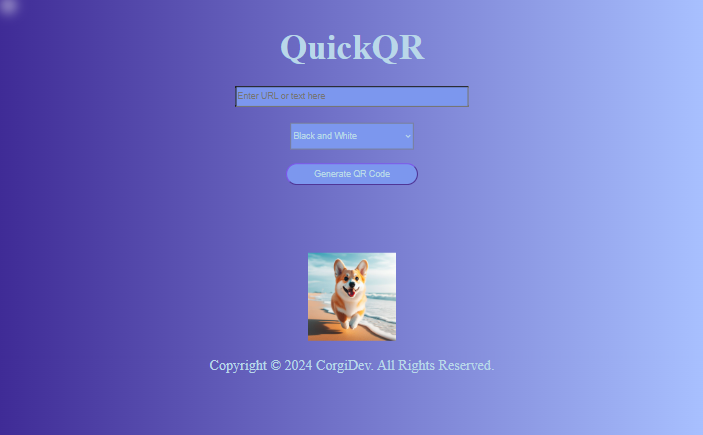 QuickQR
Enter URL or text here
Black and White
Generate QR Code
Copyright © 2024 CorgiDev. All Rights Reserved.